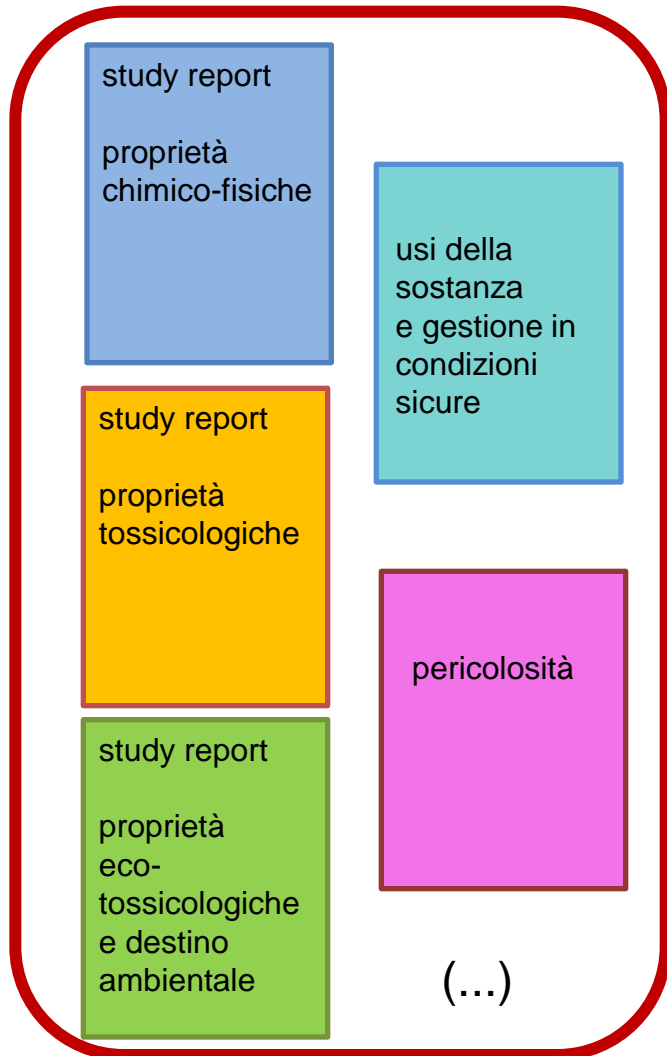 study report
proprietà
chimico-fisiche
study report
proprietà
tossicologiche
study report
proprietà
eco-
tossicologiche
e destino
ambientale
usi della
sostanza
e gestione in
condizioni
sicure
pericolosità
(...)